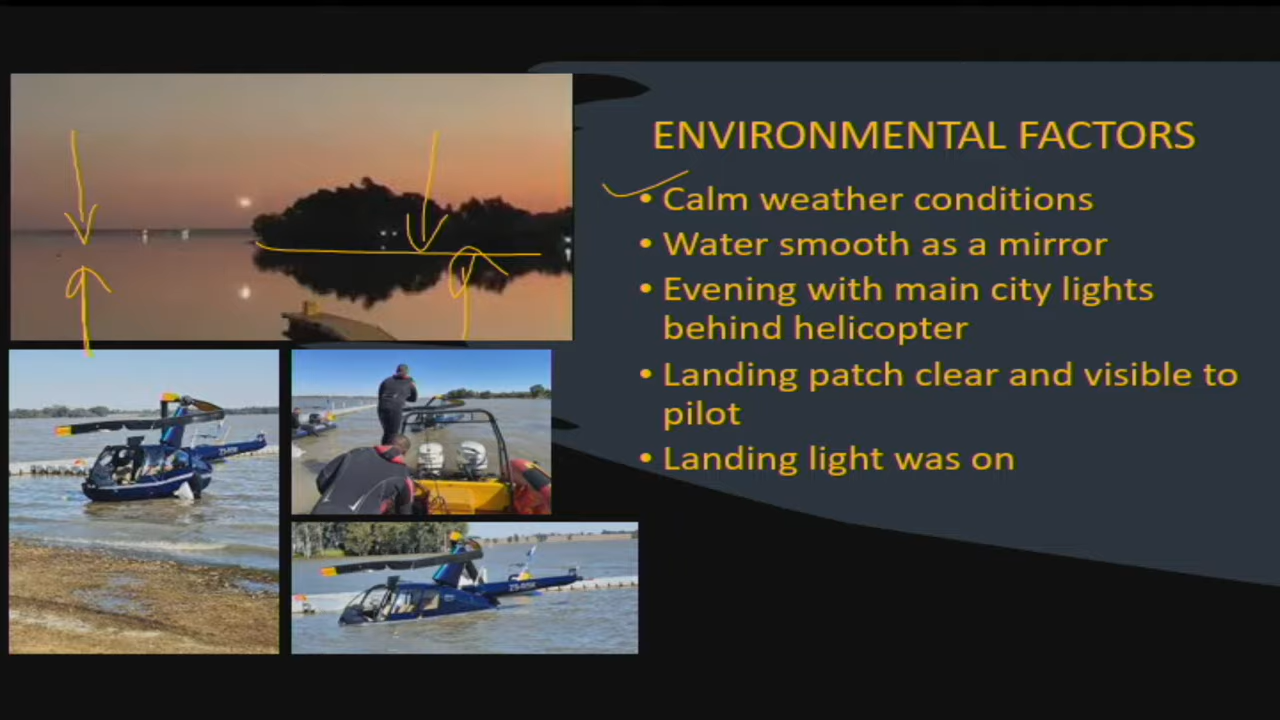 ENVIRONMENTAL FACTORS
• Calm weather conditions
• Water smooth as a mirror
• Evening with main city lights
behind helicopter
• Landing patch clear and visible to
pilot
• Landing light was on